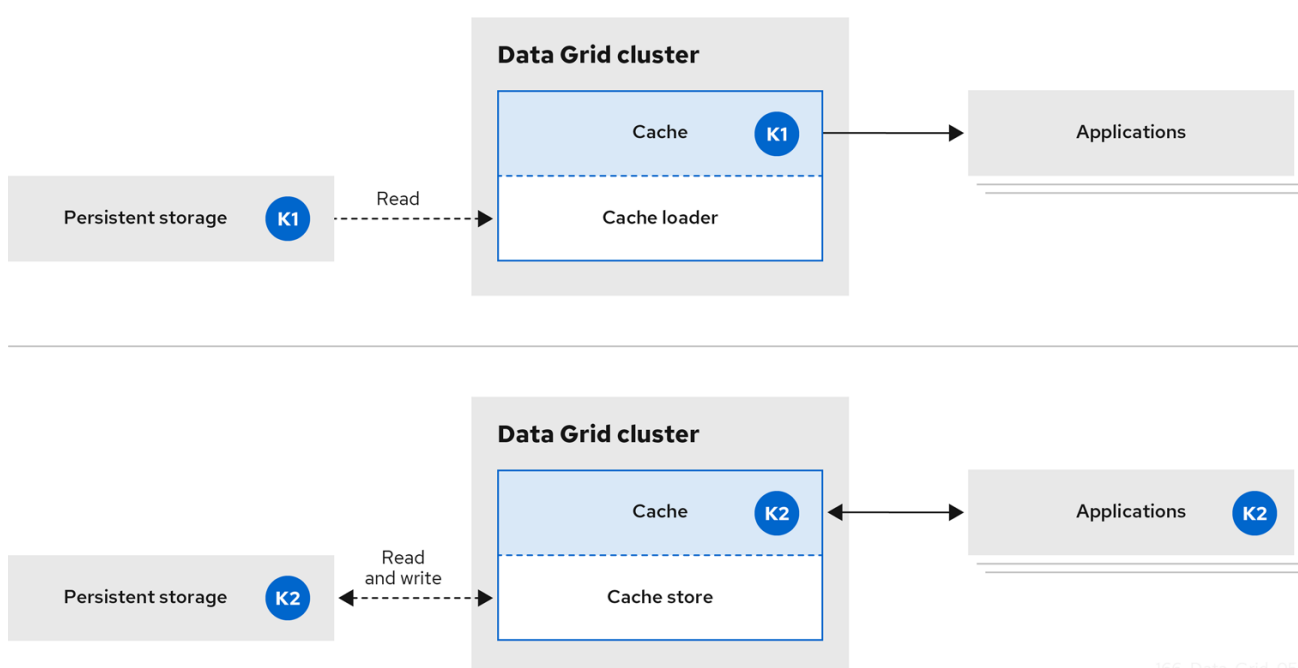 Data Grid cluster
Cache K1
Applications
Read
Persistent storage K1
Cache loader
Data Grid cluster
Cache K2
Applications K2
Read
and write
Persistent storage K2
Cache store